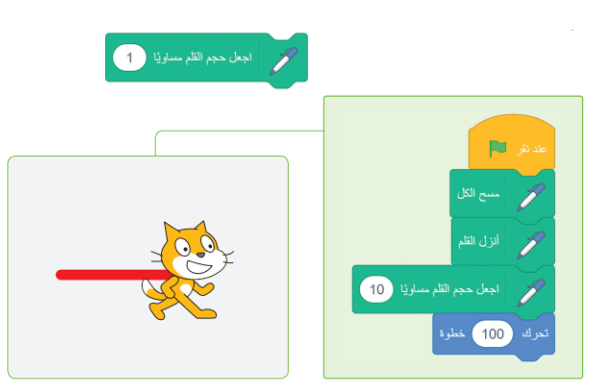 اجعل حجم القلم مساويًا 1
عند نقر
مسح الكل
أنزل القلم
اجعل حجم القلم مساويًا 10
تحرك 100 خطوة